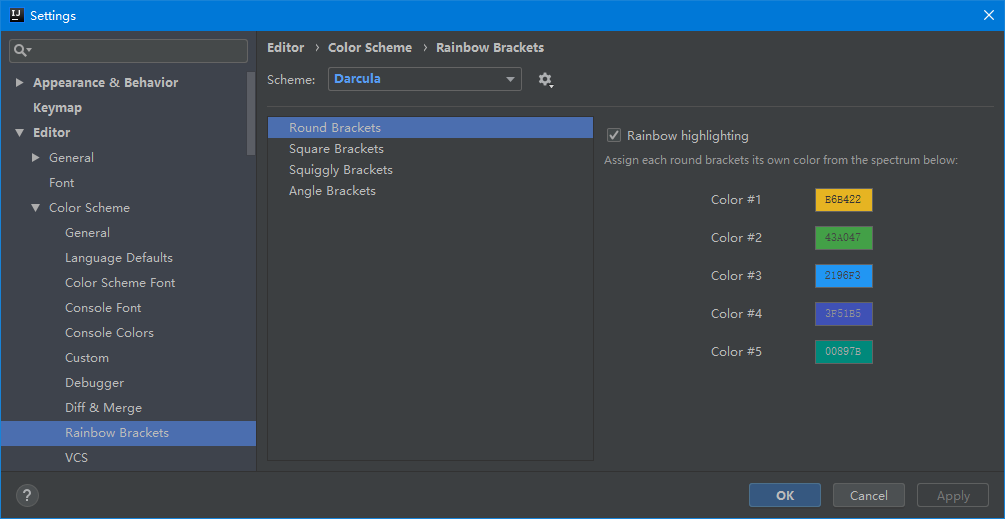 IJ Settings
Appearance & Behavior
Keymap
Editor
General
Font
Color Scheme
General
Language Defaults
Color Scheme Font
Console Font
Console Colors
Custom
Debugger
Diff & Merge
Rainbow Brackets
VCS
Editor › Color Scheme › Rainbow Brackets
Scheme: Darcula
Round Brackets
Square Brackets
Squiggly Brackets
Angle Brackets
Rainbow highlighting
Assign each round brackets its own color from the spectrum below:
Color #1 E6B422
Color #2 43A047
Color #3 2196F3
Color #4 3F51B5
Color #5 00897B
?
OK Cancel Apply